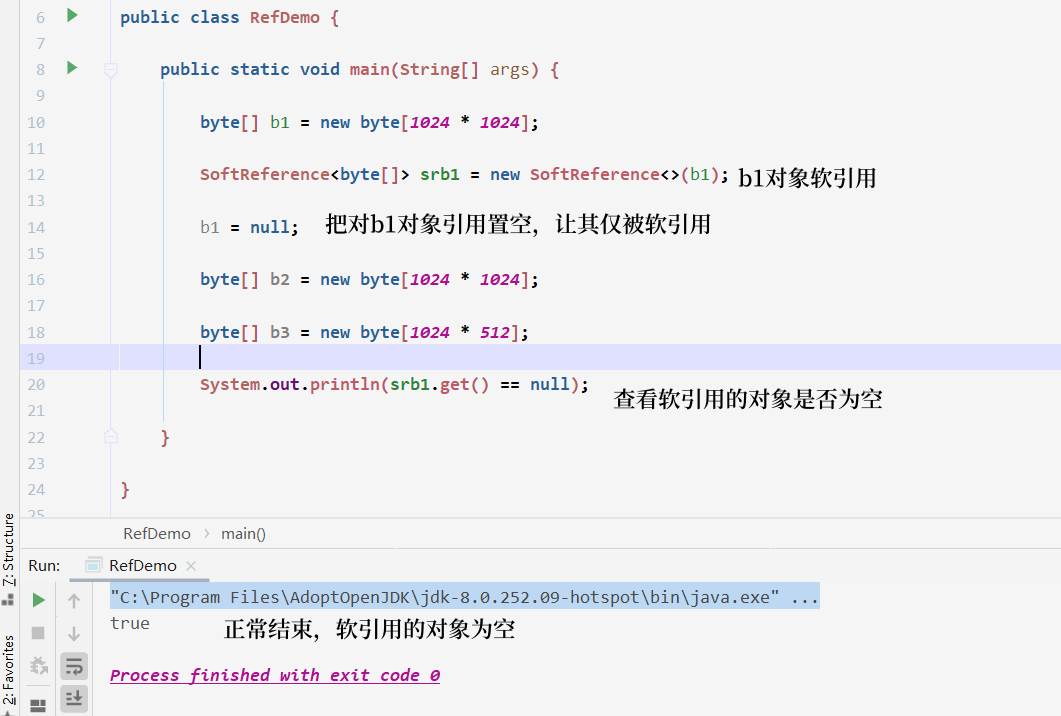 6 public class RefDemo {
7
8 public static void main(String[] args) {
9
10 byte[] b1 = new byte[1024 * 1024];
11
12 SoftReference<byte[]> srb1 = new SoftReference<>(b1); b1对象软引用
13
14 b1 = null; 把对b1对象引用置空，让其仅被软引用
15
16 byte[] b2 = new byte[1024 * 1024];
17
18 byte[] b3 = new byte[1024 * 512];
19
20 System.out.println(srb1.get() == null); 查看软引用的对象是否为空
21
22 }
23
24 }
25
RefDemo > main()
7: Structure
Run: RefDemo ×
"C:\Program Files\AdoptOpenJDK\jdk-8.0.252.09-hotspot\bin\java.exe" ...
true 正常结束，软引用的对象为空
2: Favorites
Process finished with exit code 0